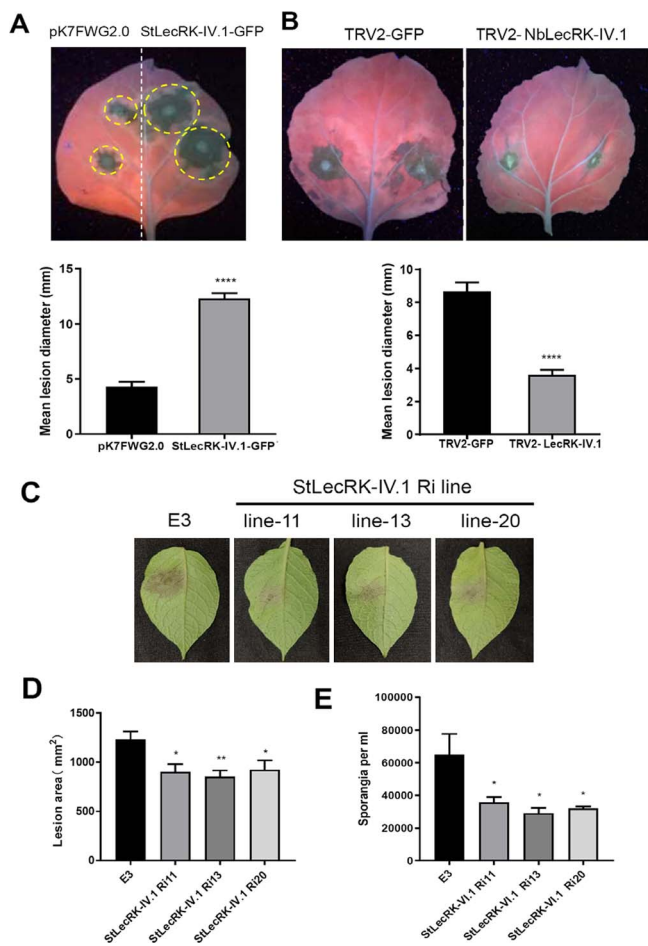 A
pK7FWG2.0 StLecRK-IV.1-GFP
Mean lesion diameter (mm)
15
10
5
0
****
pK7FWG2.0 StLecRK-IV.1-GFP
B
TRV2-GFP TRV2- NbLecRK-IV.1
Mean lesion diameter (mm)
10
8
6
4
2
0
****
TRV2-GFP TRV2- LecRK-IV.1
C
StLecRK-IV.1 Ri line
E3 line-11 line-13 line-20
D
Lesion area( mm²)
1500
1000
500
0
* ** *
E3
StLecRK-IV.1 Ri11
StLecRK-IV.1 Ri13
StLecRK-IV.1 Ri20
E
Sporangia per ml
100000
80000
60000
40000
20000
0
* * *
E3
StLecRK-VI.1 Ri11
StLecRK-VI.1 Ri13
StLecRK-VI.1 Ri20